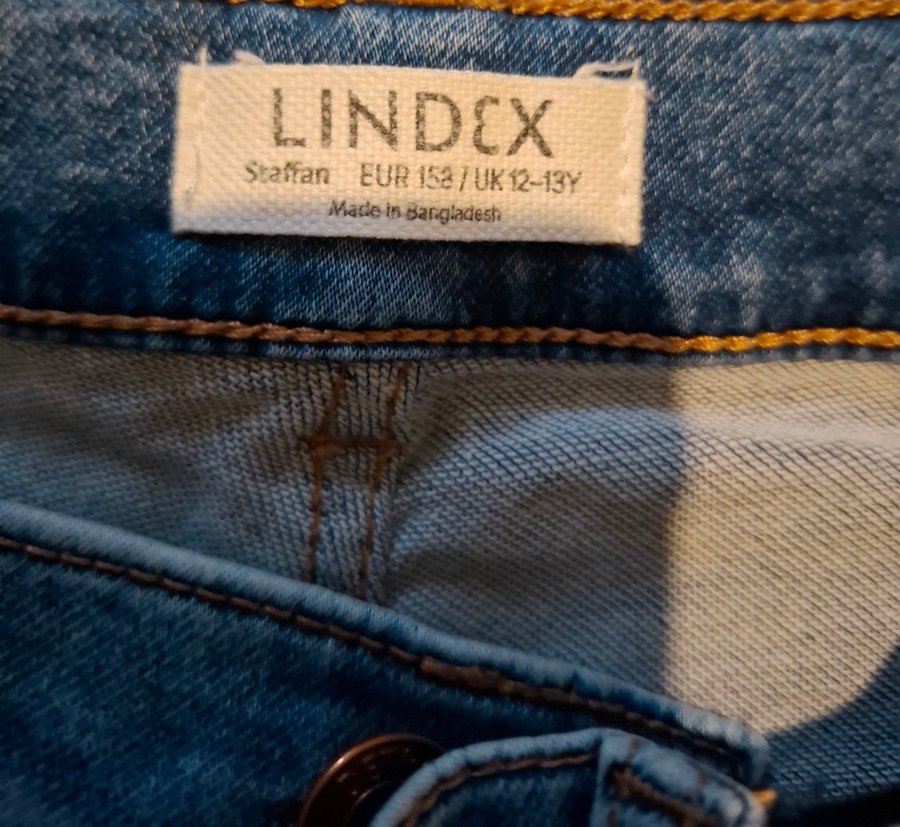 LINDEX
Staffan EUR 158 / UK 12-13Y
Made in Bangladesh